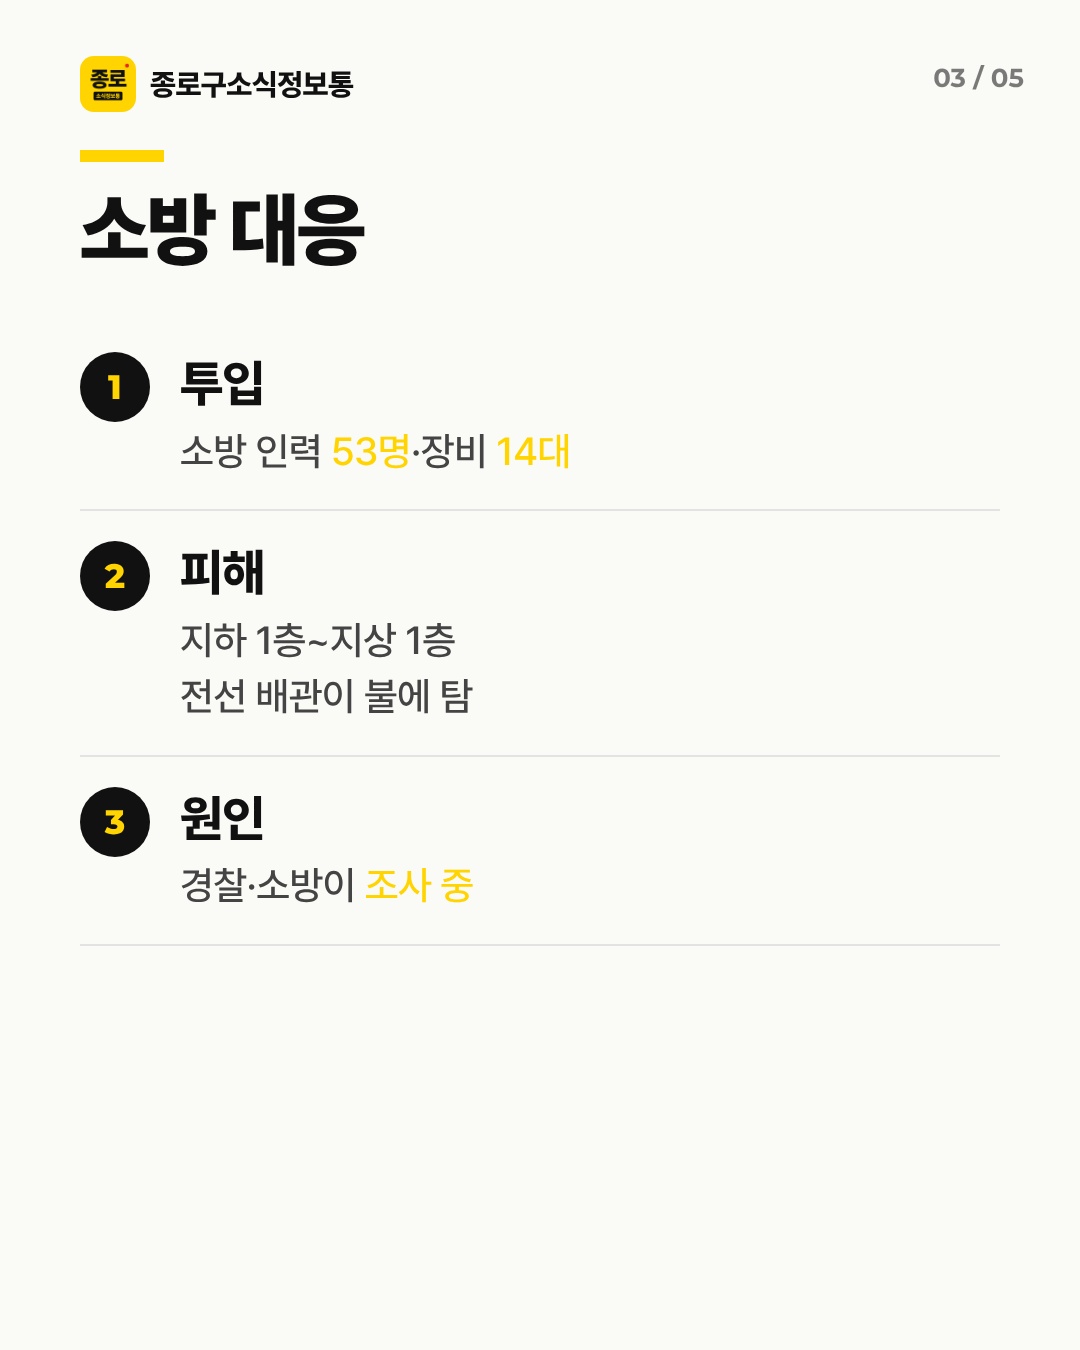 종로
소식정보통
종로구소식정보통
03 / 05
소방 대응
1 투입
소방 인력 53명·장비 14대
2 피해
지하 1층~지상 1층
전선 배관이 불에 탐
3 원인
경찰·소방이 조사 중